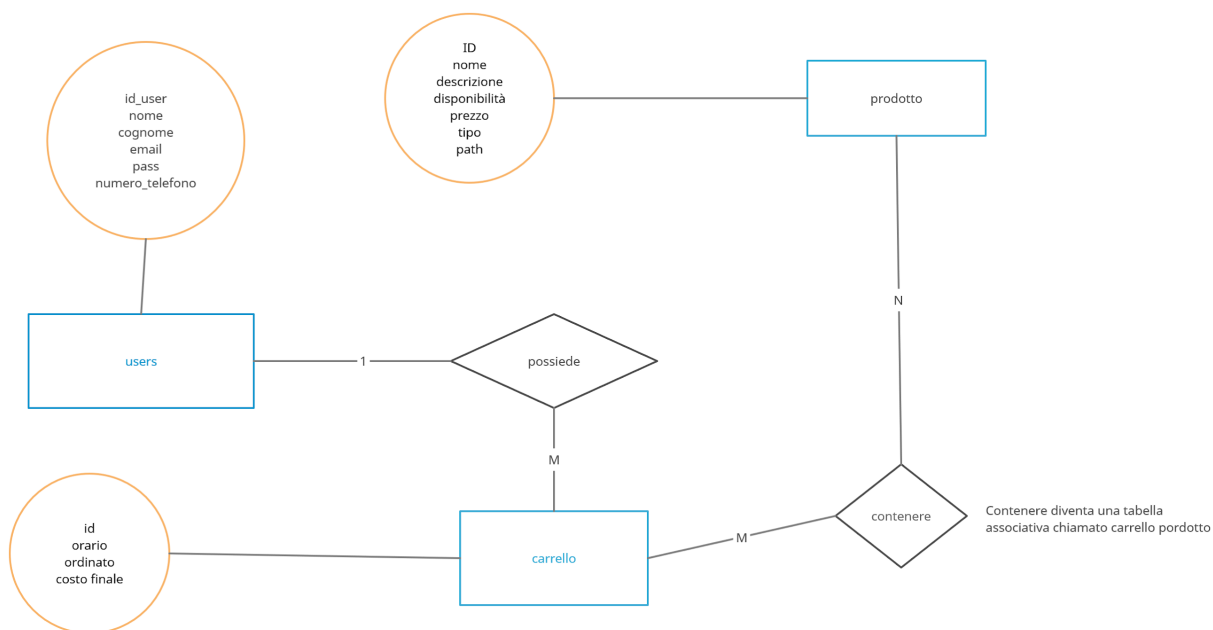 ID
nome
descrizione
disponibilità
prezzo
tipo
path
prodotto
id_user
nome
cognome
email
pass
numero_telefono
N
users
1
possiede
M
id
orario
ordinato
costo finale
carrello
M
contenere
Contenere diventa una tabella
associativa chiamato carrello pordotto